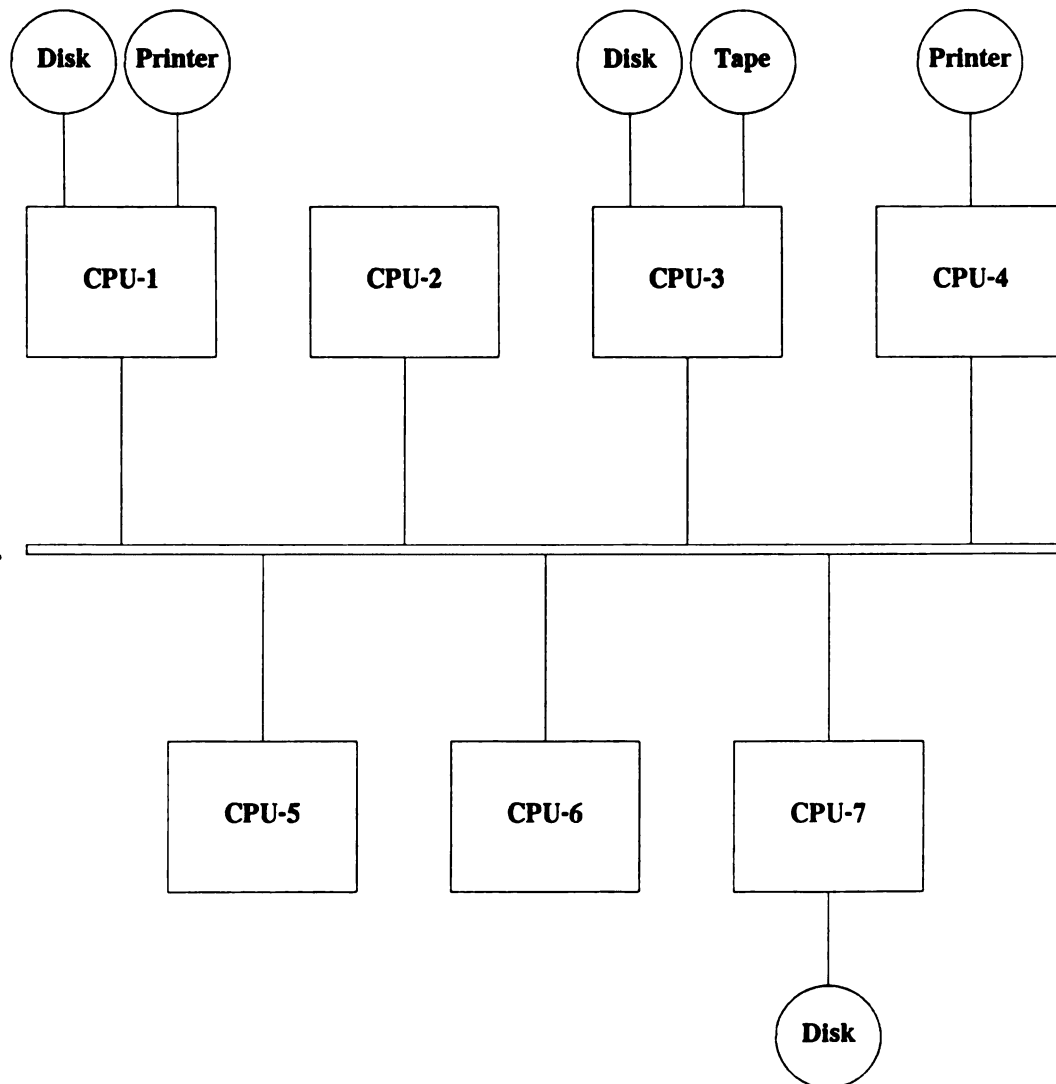 Disk Printer Disk Tape Printer
CPU-1 CPU-2 CPU-3 CPU-4
CPU-5 CPU-6 CPU-7
Disk